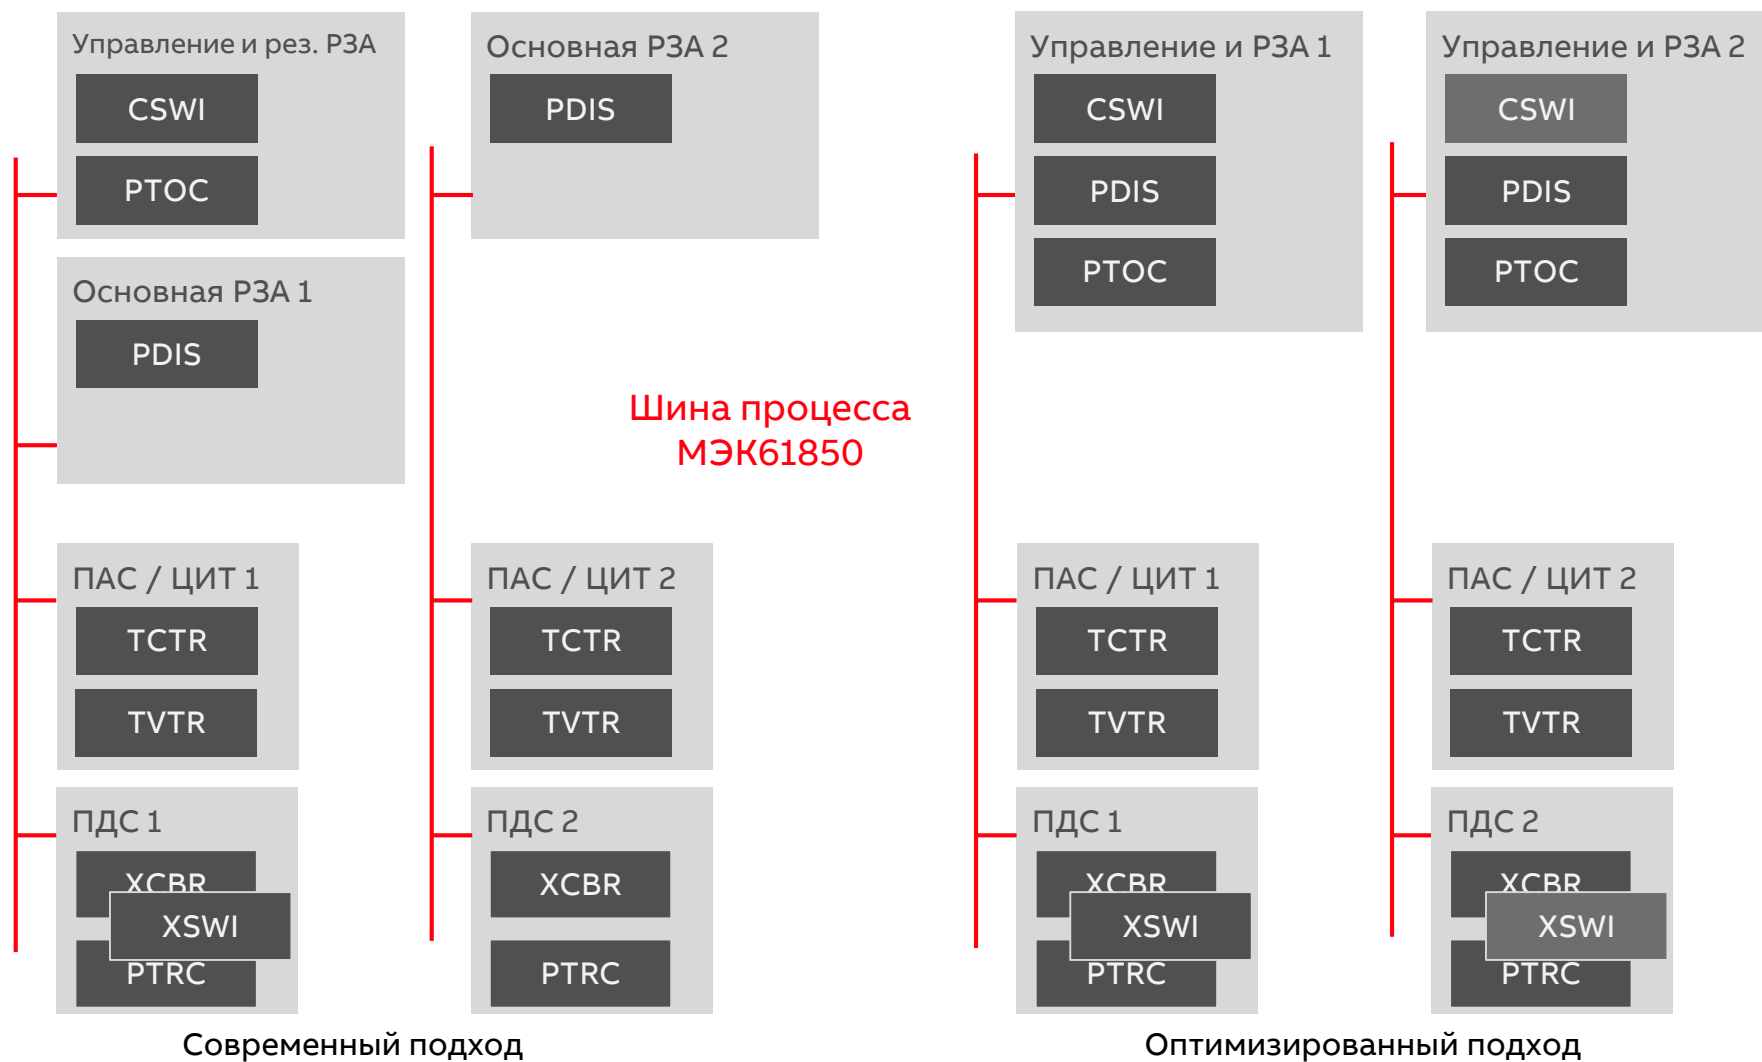 Управление и рез. РЗА
CSWI
PTOC
Основная РЗА 1
PDIS
ПАС / ЦИТ 1
TCTR
TVTR
ПДС 1
XCBR
XSWI
PTRC
Основная РЗА 2
PDIS
ПАС / ЦИТ 2
TCTR
TVTR
ПДС 2
XCBR
PTRC
Современный подход
Шина процесса
МЭК61850
Управление и РЗА 1
CSWI
PDIS
PTOC
ПАС / ЦИТ 1
TCTR
TVTR
ПДС 1
XCBR
XSWI
PTRC
Управление и РЗА 2
CSWI
PDIS
PTOC
ПАС / ЦИТ 2
TCTR
TVTR
ПДС 2
XCBR
XSWI
PTRC
Оптимизированный подход